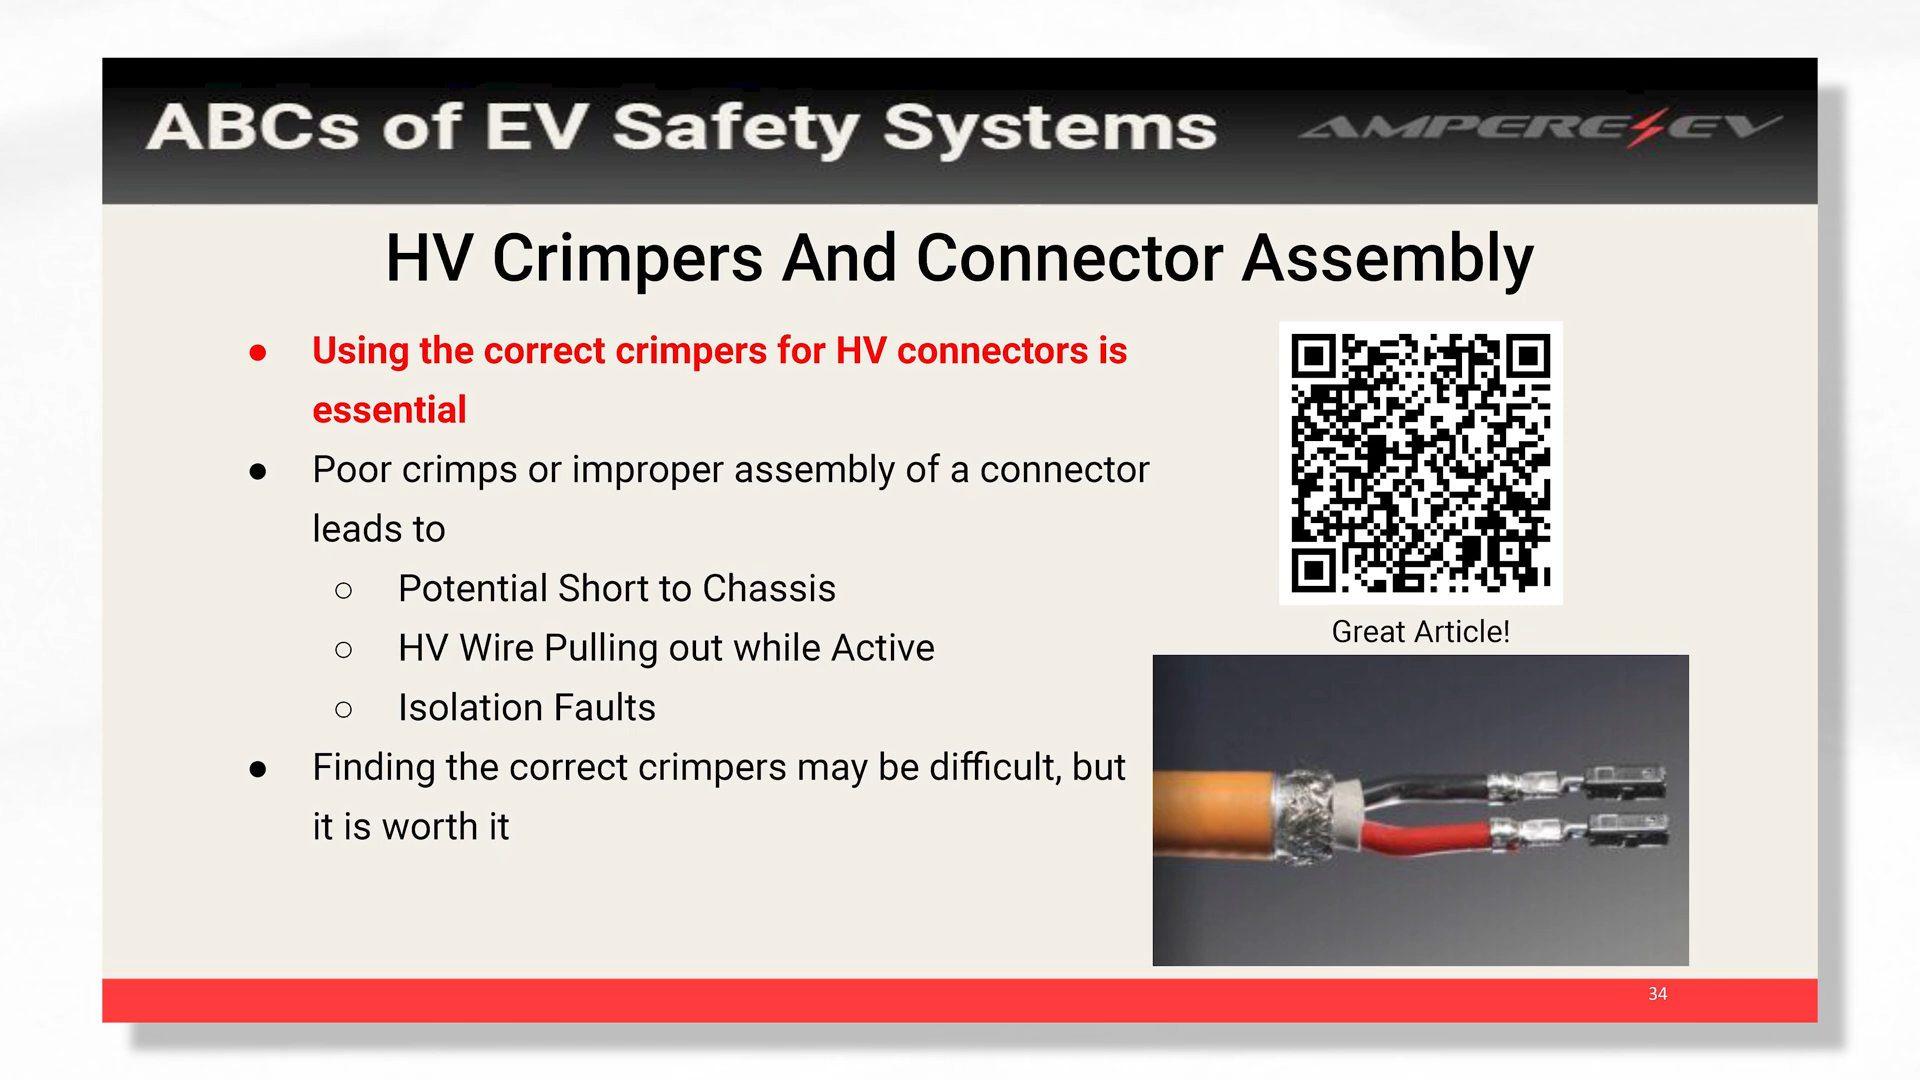 ABCs of EV Safety Systems
AMPERE EV
HV Crimpers And Connector Assembly
● Using the correct crimpers for HV connectors is
essential
● Poor crimps or improper assembly of a connector
leads to
○ Potential Short to Chassis
○ HV Wire Pulling out while Active
○ Isolation Faults
● Finding the correct crimpers may be difficult, but
it is worth it
Great Article!
34